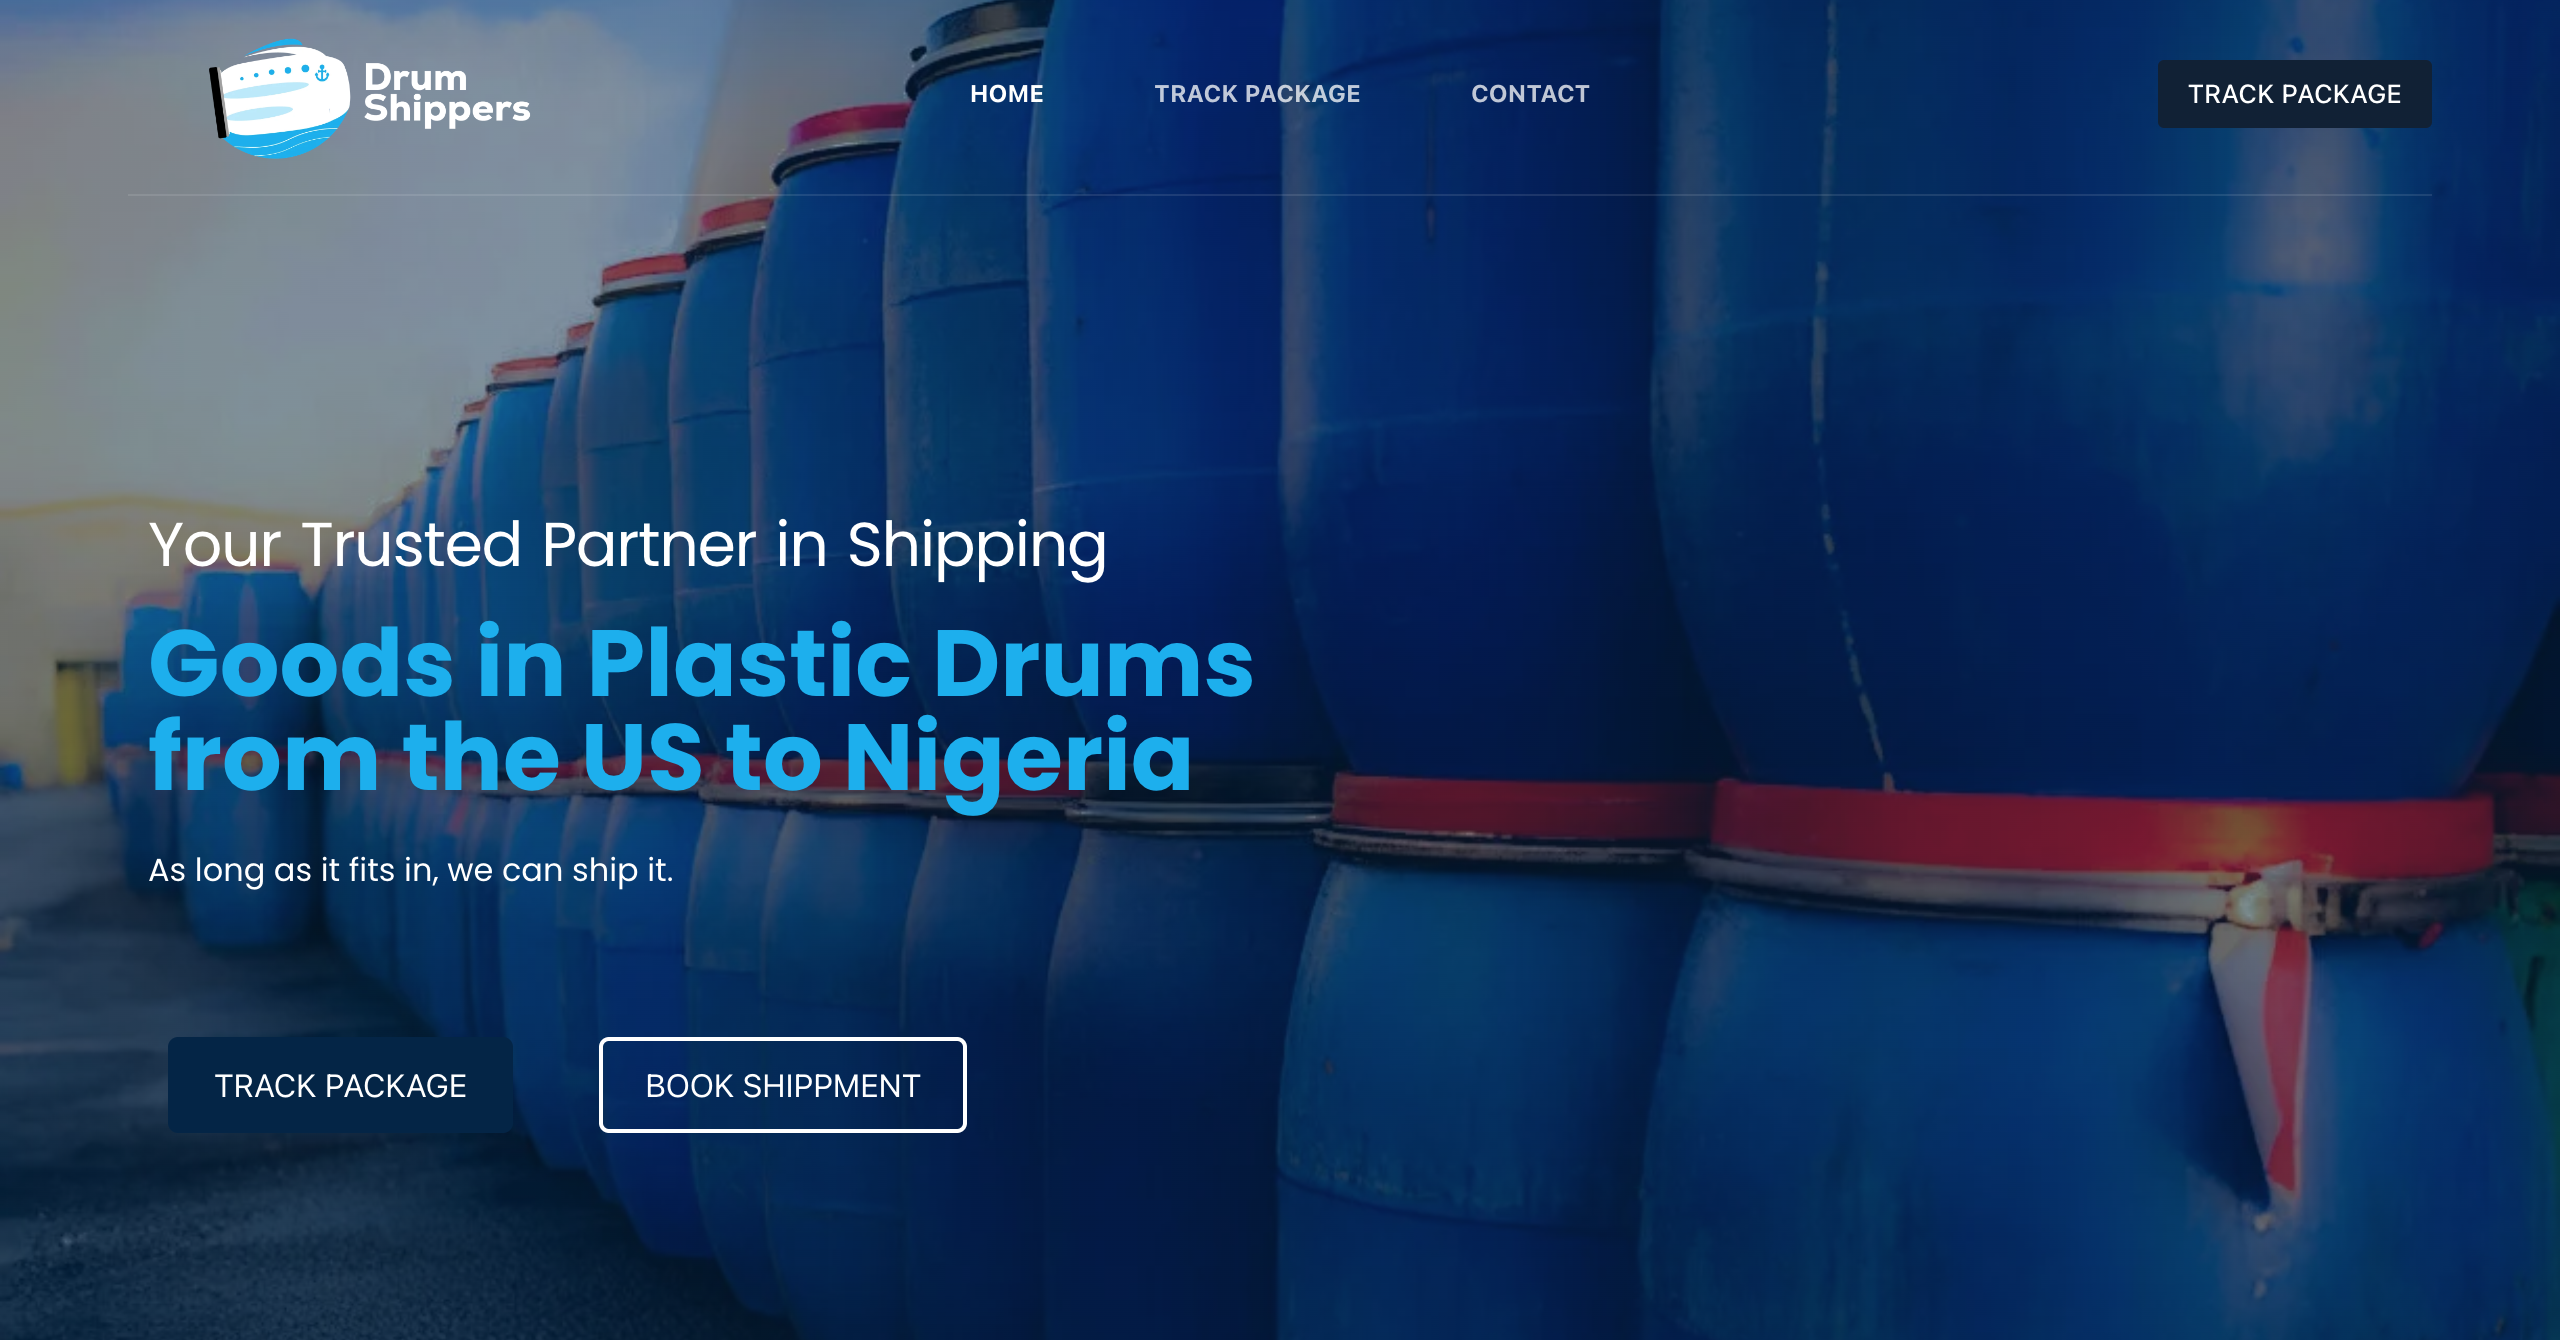 Drum
Shippers
HOME
TRACK PACKAGE
CONTACT
TRACK PACKAGE
Your Trusted Partner in Shipping
Goods in Plastic Drums
from the US to Nigeria
As long as it fits in, we can ship it.
TRACK PACKAGE
BOOK SHIPPMENT